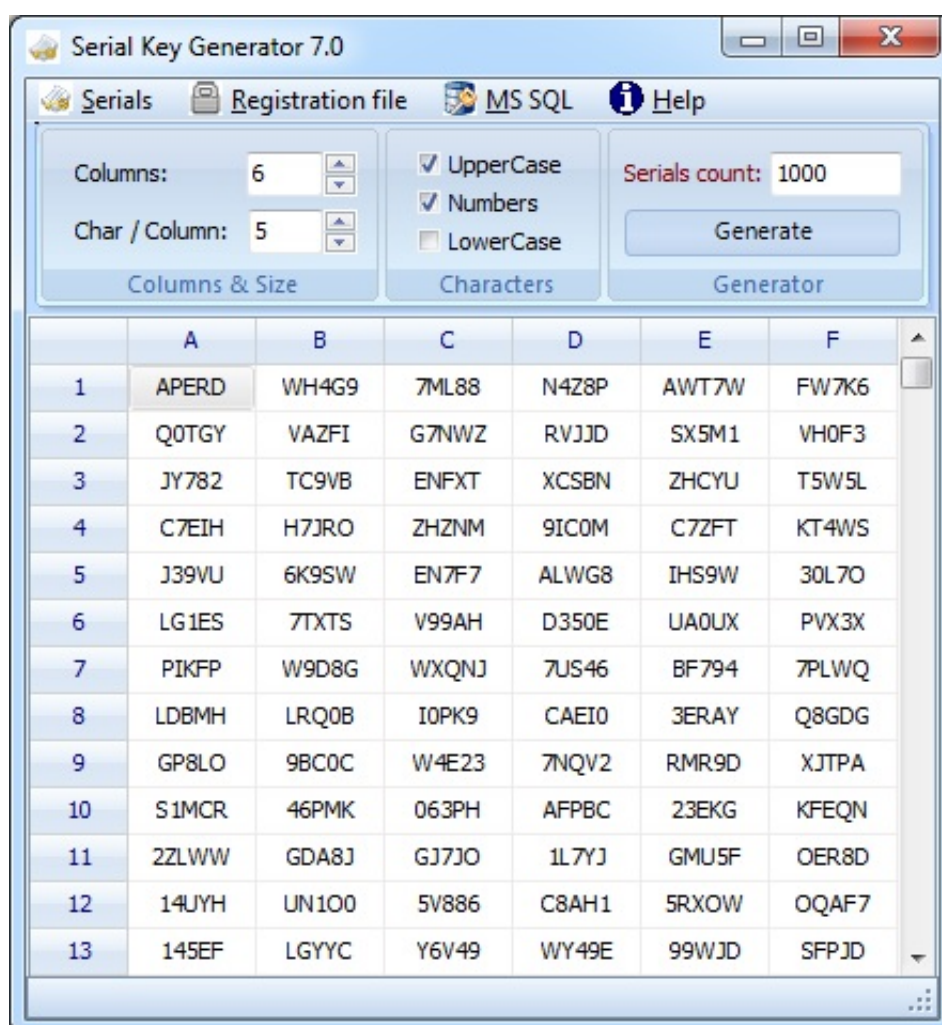 Serial Key Generator 7.0
Serials Registration file MS SQL Help
Columns: 6 UpperCase Serials count: 1000
Numbers
Char / Column: 5 LowerCase Generate
Columns & Size Characters Generator
A B C D E F
1 APERD WH4G9 7ML88 N4Z8P AWT7W FW7K6
2 Q0TGY VAZFI G7NWZ RVJJD SX5M1 VH0F3
3 JY782 TC9VB ENFXT XCSBN ZHCYU T5W5L
4 C7EIH H7JRO ZHZNM 9IC0M C7ZFT KT4WS
5 J39VU 6K9SW EN7F7 ALWG8 IHS9W 30L7O
6 LG1ES 7TXTS V99AH D350E UA0UX PVX3X
7 PIKFP W9D8G WXQNJ 7US46 BF794 7PLWQ
8 LDBMH LRQ0B I0PK9 CAEI0 3ERAY Q8GDG
9 GP8LO 9BC0C W4E23 7NQV2 RMR9D XJTPA
10 S1MCR 46PMK 063PH AFPBC 23EKG KFEQN
11 2ZLWW GDA8J GJ7JO 1L7YJ GMU5F OER8D
12 14UYH UN1O0 5V886 C8AH1 5RXOW OQAF7
13 145EF LGYYC Y6V49 WY49E 99WJD SFPJD